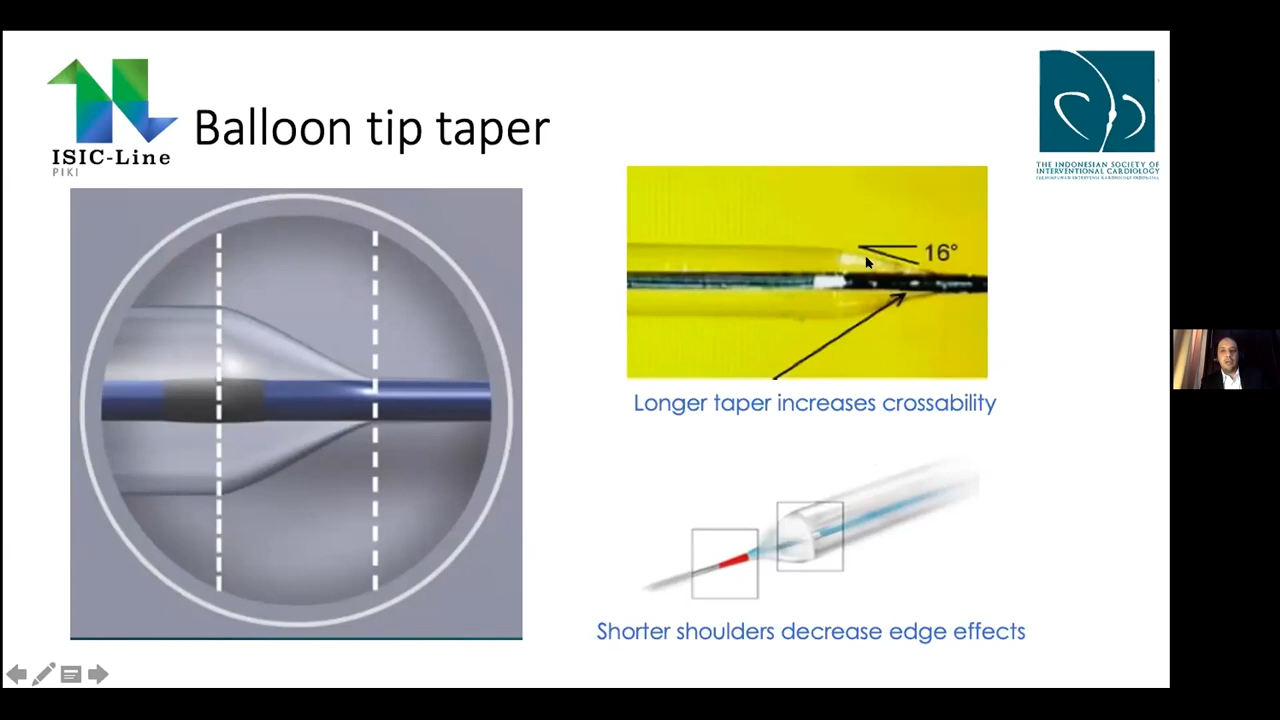 ISIC-Line
PIKI
Balloon tip taper
THE INDONESIAN SOCIETY OF
INTERVENTIONAL CARDIOLOGY
16°
Longer taper increases crossability
Shorter shoulders decrease edge effects